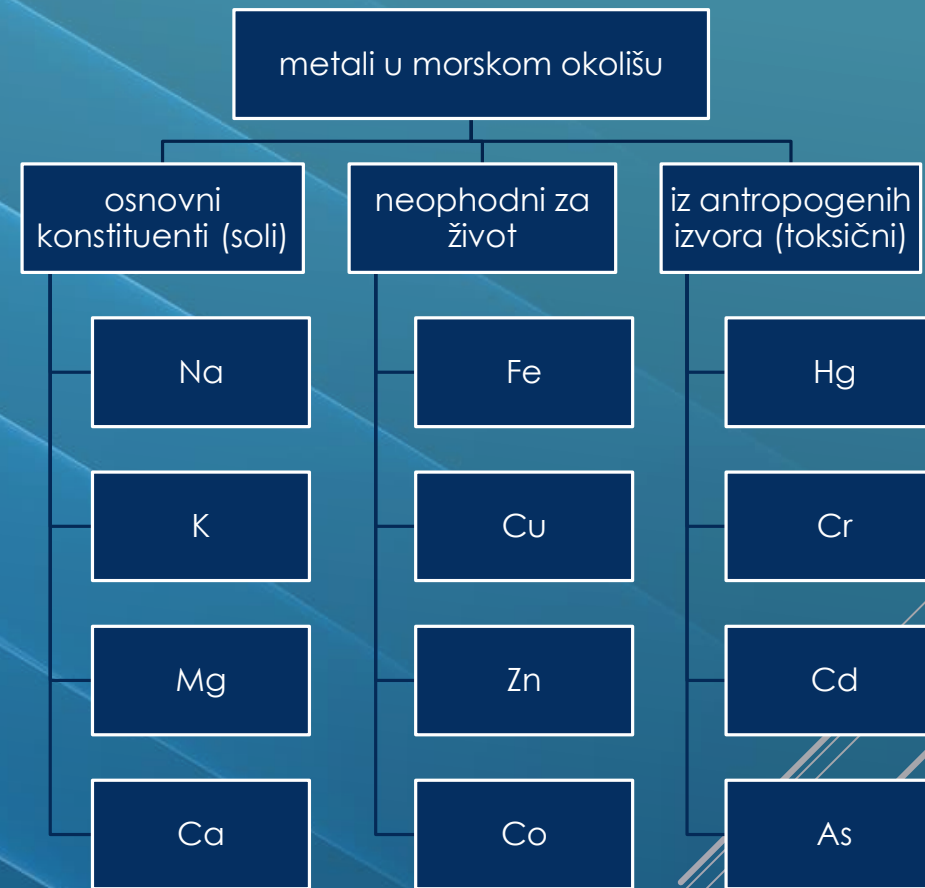 metali u morskom okolišu
osnovni
konstituenti (soli)
Na
K
Mg
Ca
neophodni za
život
Fe
Cu
Zn
Co
iz antropogenih
izvora (toksični)
Hg
Cr
Cd
As